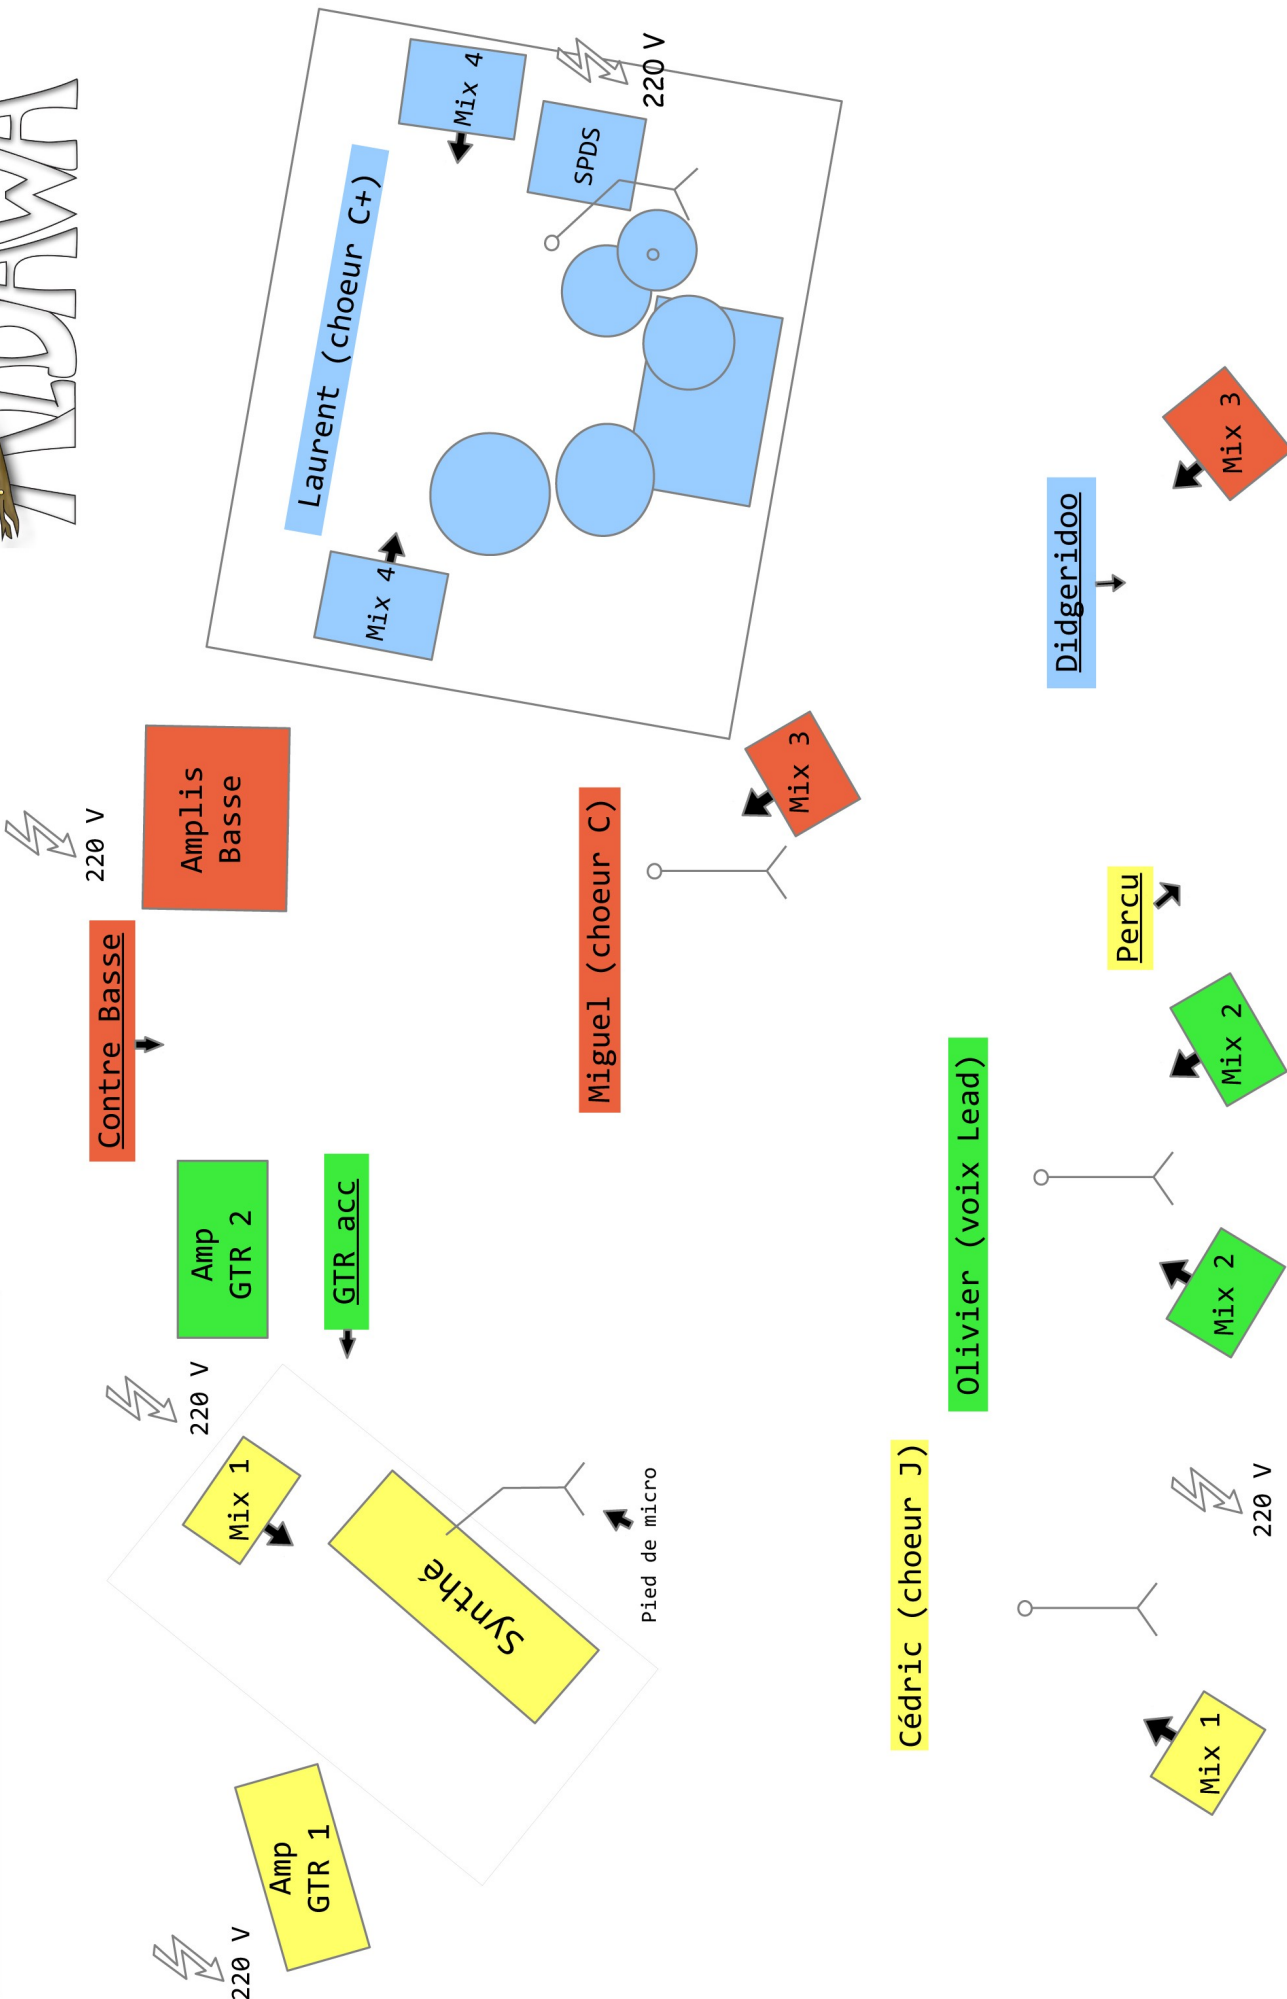 220 V
Contre Basse
220 V
Amplis
Basse
Amp
GTR 2
220 V
Mix 1
Amp
GTR 1
GTR acc
Laurent (choeur C+)
Mix 4
Mix 4
Synthé
SPDS
220 V
Miguel (choeur C)
Pied de micro
Mix 3
Cédric (choeur J)
Olivier (voix Lead)
Didgeridoo
Percu
Mix 1
Mix 2
Mix 2
Mix 3
220 V